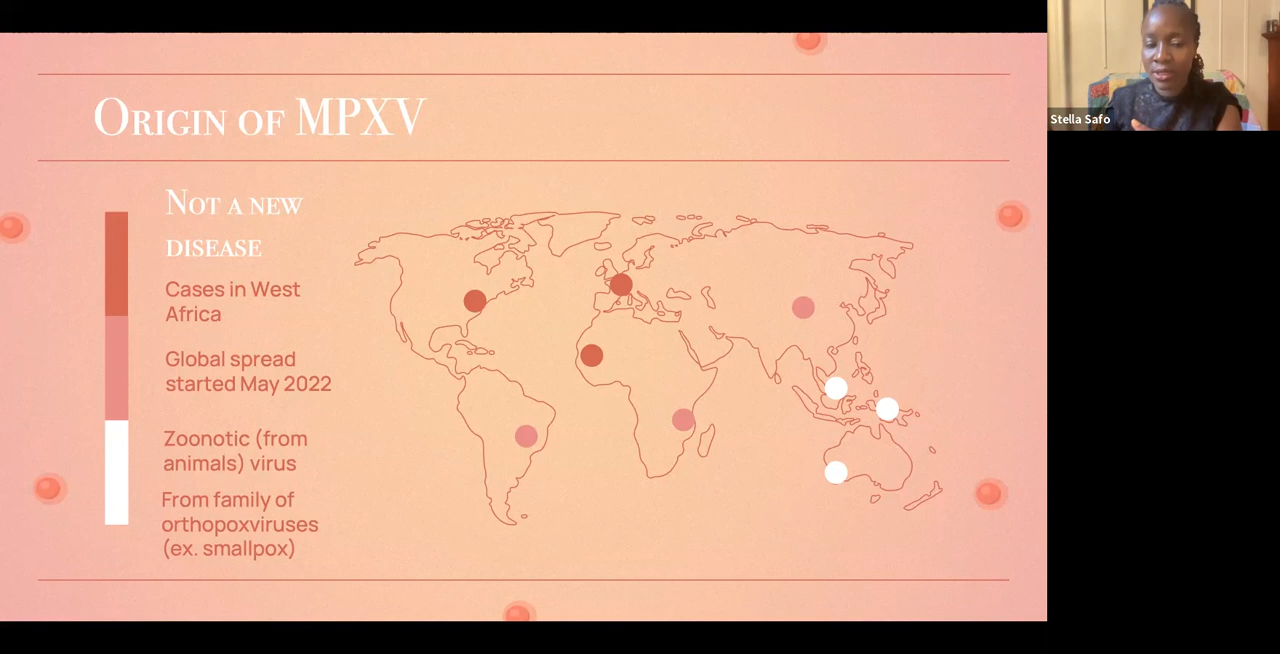 Origin of MPXV
Not a new
disease
Cases in West
Africa
Global spread
started May 2022
Zoonotic (from
animals) virus
From family of
orthopoxviruses
(ex. smallpox)
Stella Safo